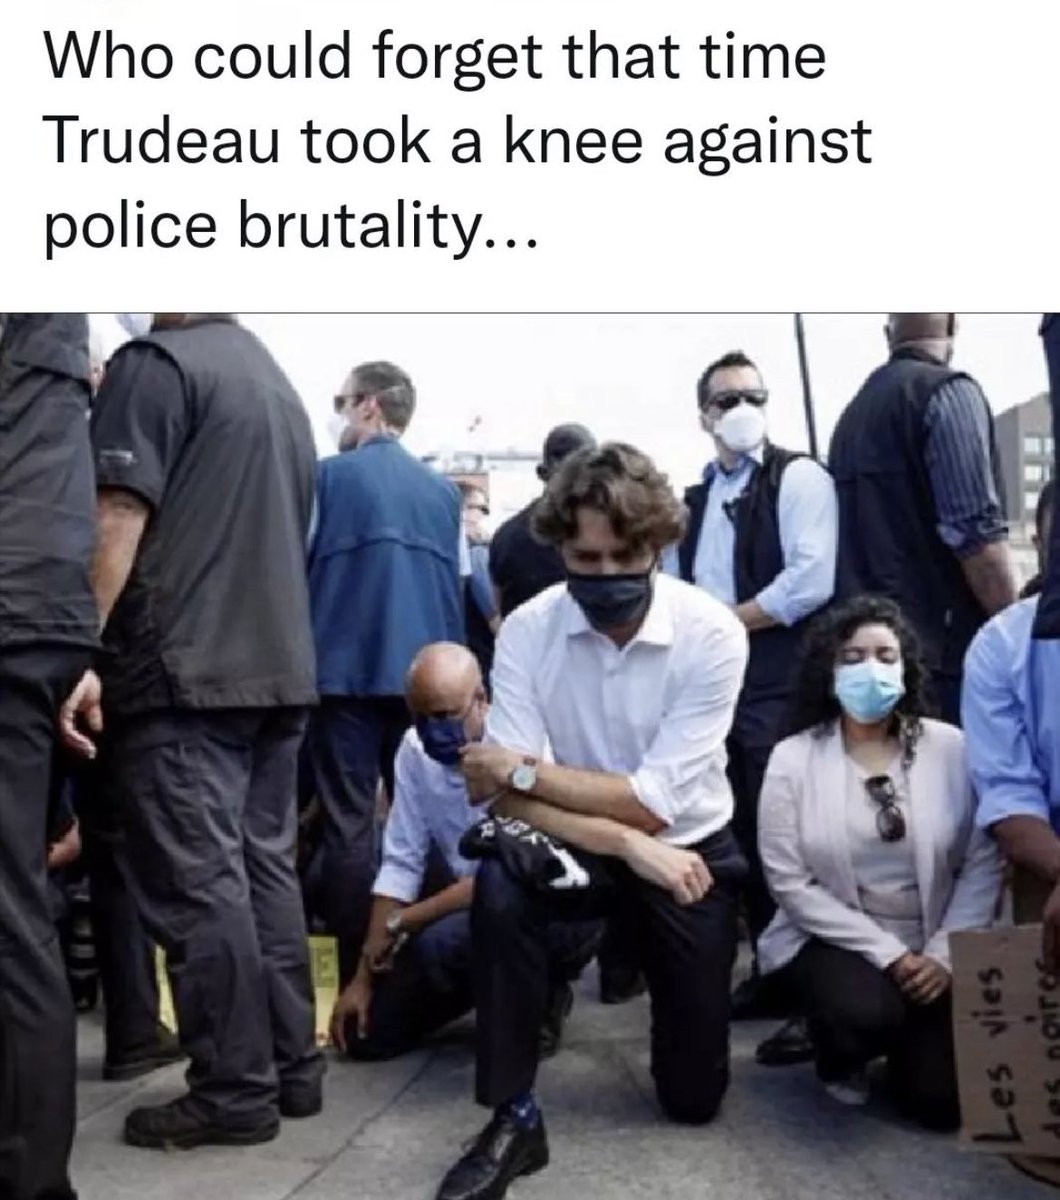 Who could forget that time
Trudeau took a knee against
police brutality...
Les vies